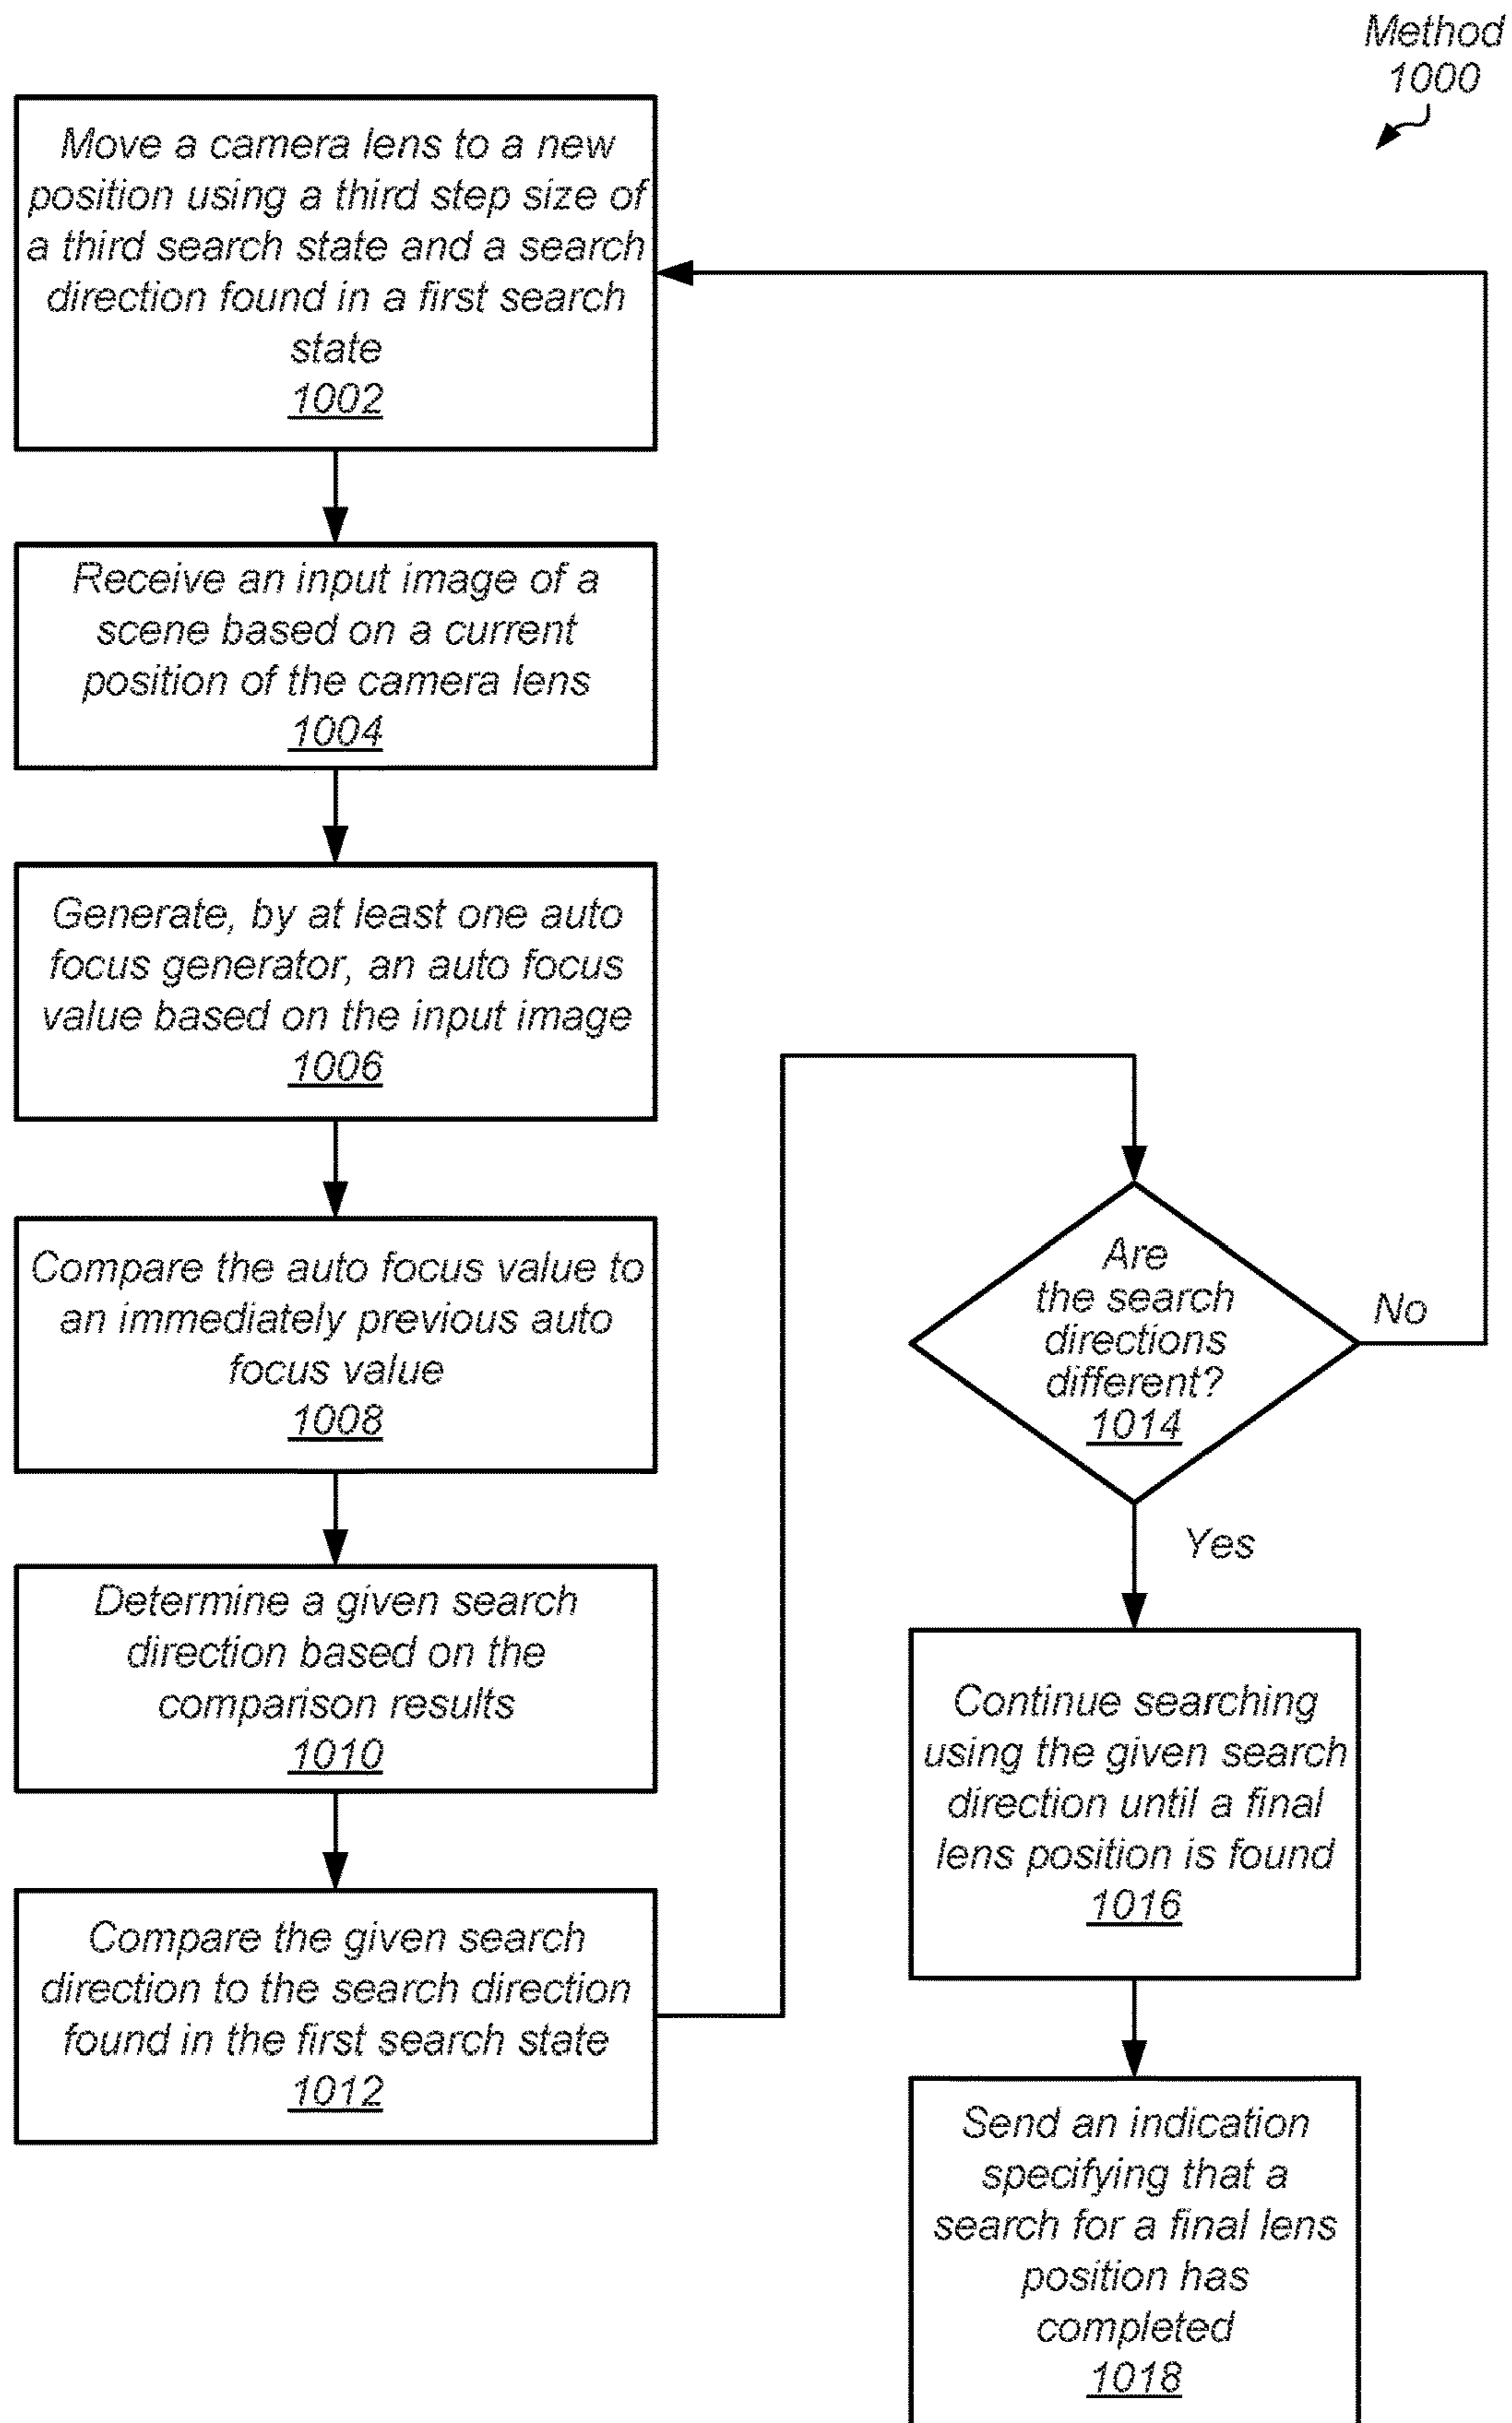 Method
1000
Move a camera lens to a new
position using a third step size of
a third search state and a search
direction found in a first search
state
1002
Receive an input image of a
scene based on a current
position of the camera lens
1004
Generate, by at least one auto
focus generator, an auto focus
value based on the input image
1006
Compare the auto focus value to
an immediately previous auto
focus value
1008
Determine a given search
direction based on the
comparison results
1010
Compare the given search
direction to the search direction
found in the first search state
1012
Are
the search
directions
different?
1014
No
Yes
Continue searching
using the given search
direction until a final
lens position is found
1016
Send an indication
specifying that a
search for a final lens
position has
completed
1018